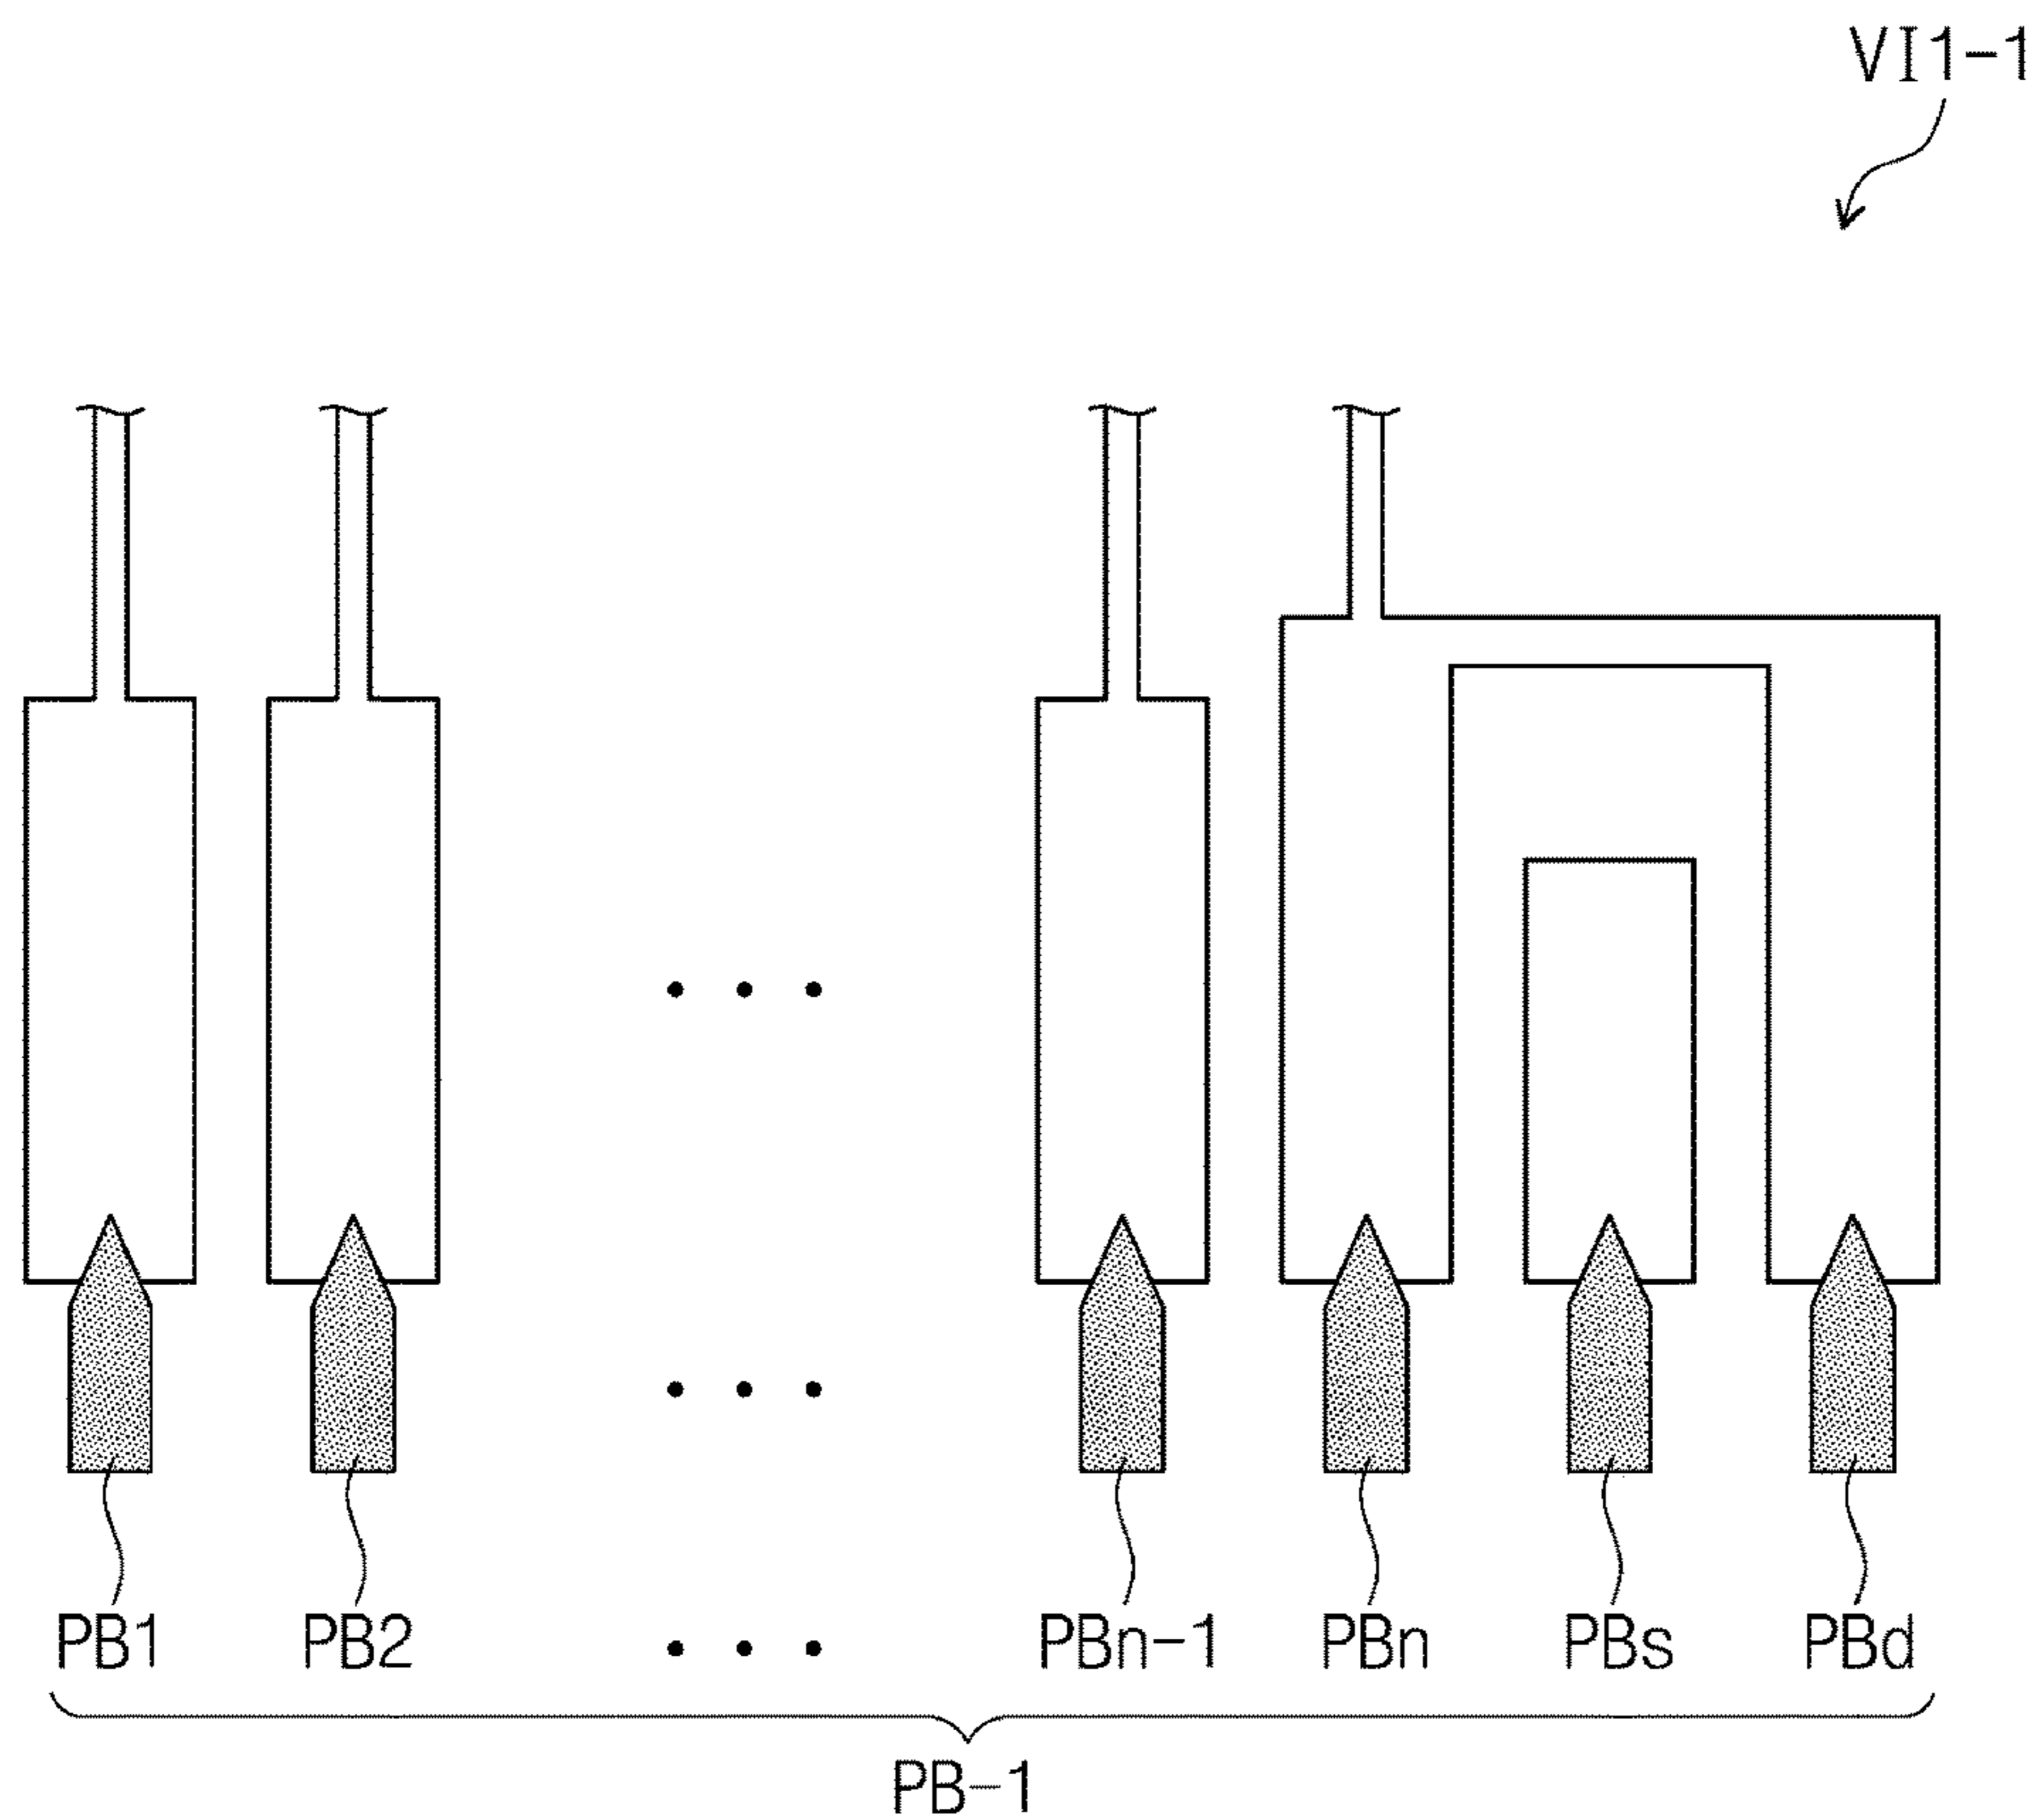 VI1-1
PB1 PB2 • • • PBn-1 PBn PBs PBd
PB-1